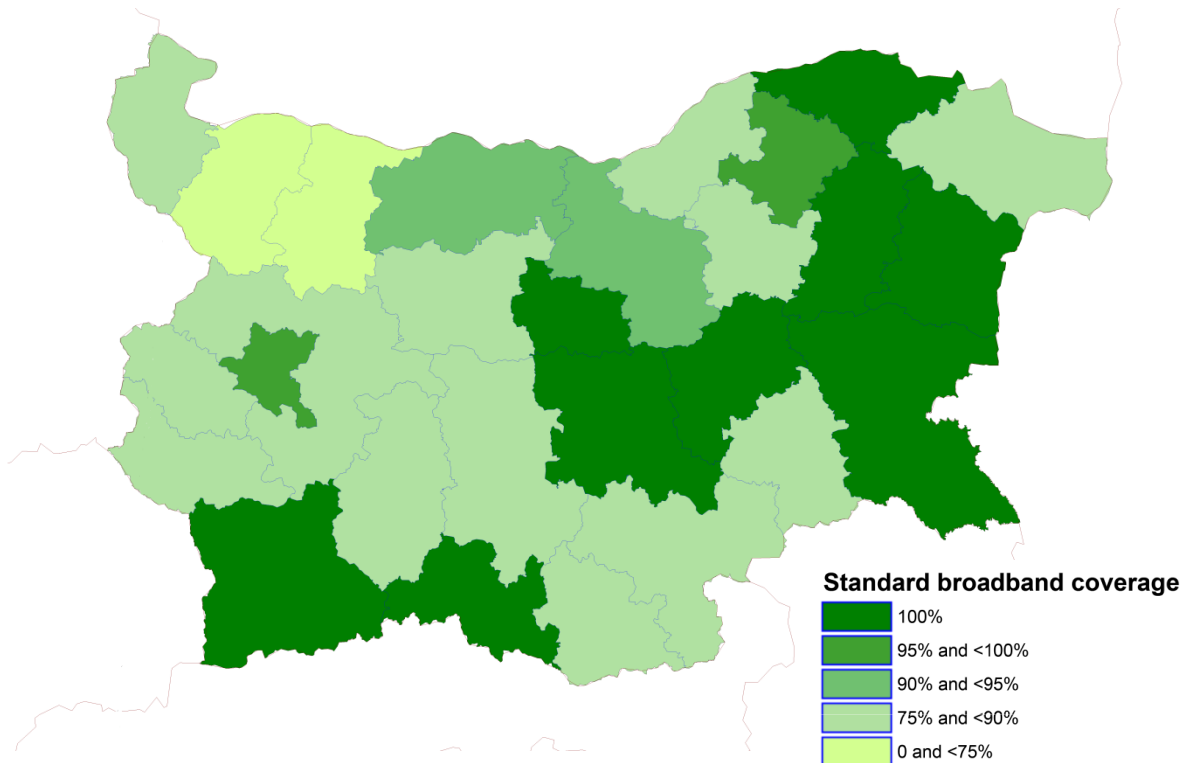 Standard broadband coverage
100%
95% and <100%
90% and <95%
75% and <90%
0 and <75%